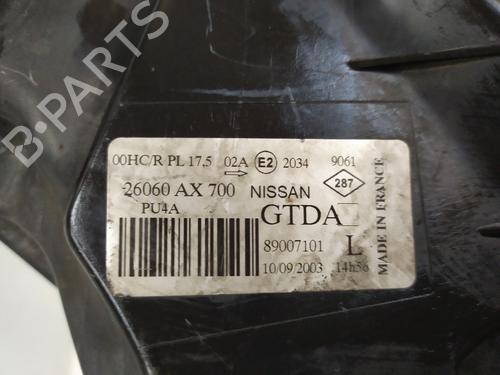 00HC/R PL 17,5 02A E2 2034 9061
26060 AX 700 NISSAN 287
PU4A GTDA
89007101 L
10/09/2003 14h58
MADE IN FRANCE
B-PARTS